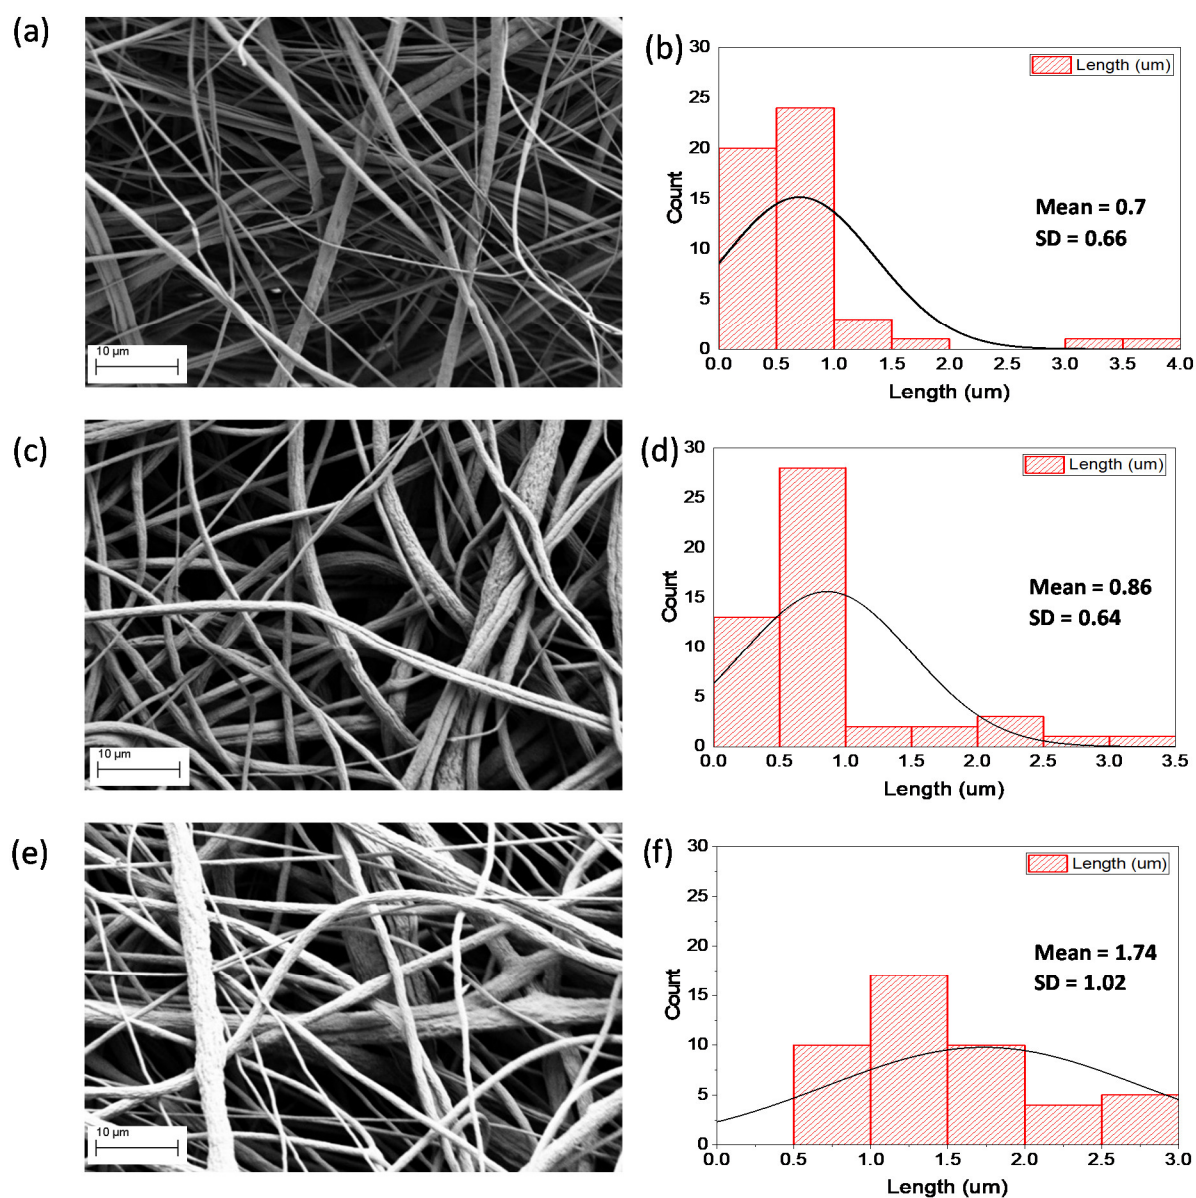 (a)
10 µm
(b)
30
25
20
15
10
5
0
Count
Length (um)
Mean = 0.7
SD = 0.66
0.0 0.5 1.0 1.5 2.0 2.5 3.0 3.5 4.0
Length (um)
(c)
10 µm
(d)
30
25
20
15
10
5
0
Count
Length (um)
Mean = 0.86
SD = 0.64
0.0 0.5 1.0 1.5 2.0 2.5 3.0 3.5
Length (um)
(e)
10 µm
(f)
30
25
20
15
10
5
0
Count
Length (um)
Mean = 1.74
SD = 1.02
0.0 0.5 1.0 1.5 2.0 2.5 3.0
Length (um)